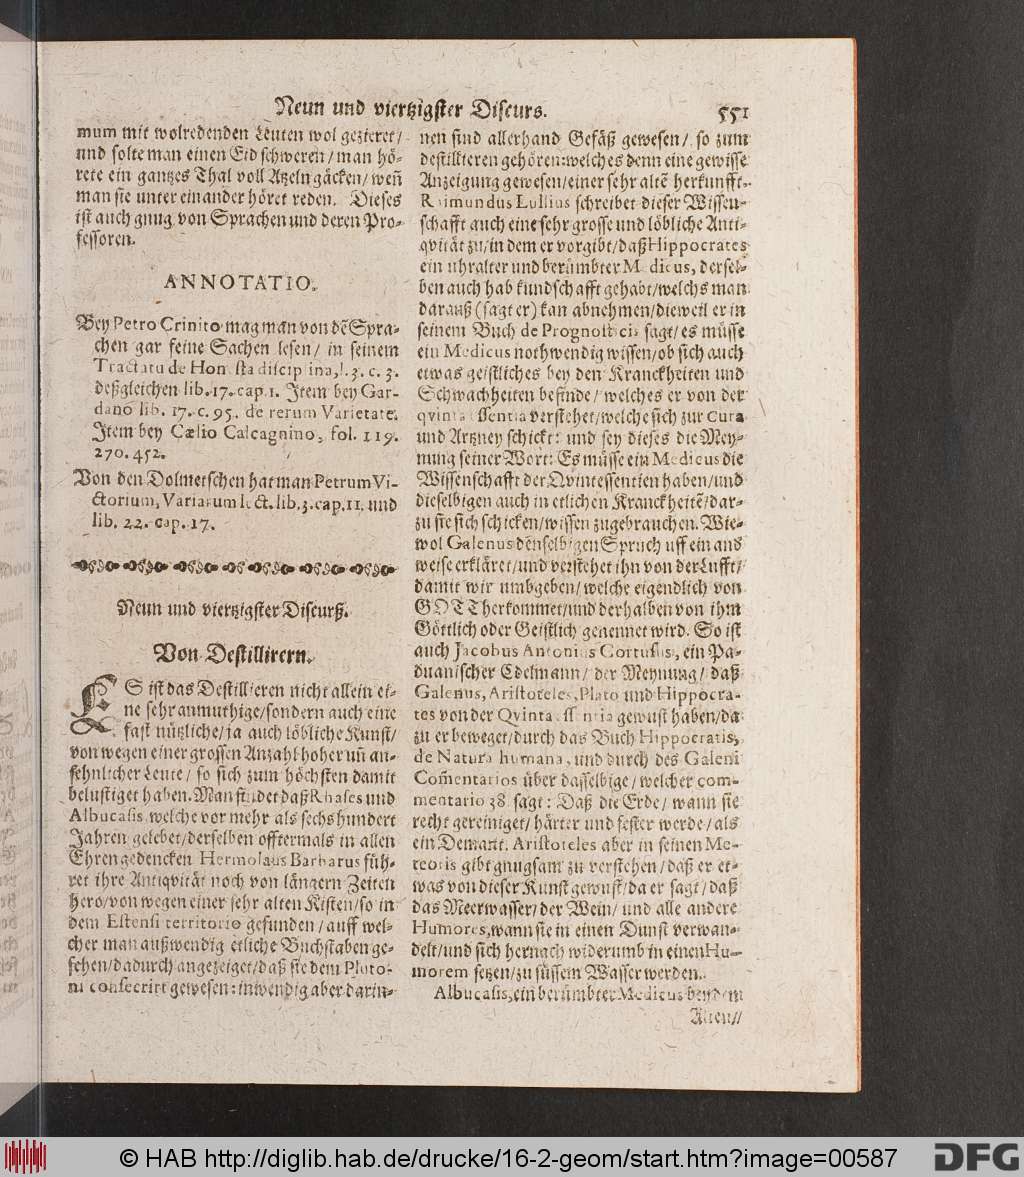 Neun und viertzigster Discurs. 551
mum mit wolredenden Leuten wol gezieret/
und solte man einen Eid schweren/ man hö-
rete ein gantzes Thal voll Atzeln gäcken/ weñ
man sie unter einander höret reden. Dieses
ist auch gnug von Sprachen und deren Pro-
fessoren.
ANNOTATIO.
Bey Petro Crinito mag man von dẽ Spra-
chen gar feine Sachen lesen/ in seinem
Tractatu de Honesta disciplina, l. 3. c. 3.
deßgleichen lib. 17. cap. 1. Item bey Gar-
dano lib. 17. c. 95. de rerum Varietate.
Item bey Cælio Calcagnino, fol. 119.
270. 452.
Von den Dolmetschen hat man Petrum Vi-
ctorium, Variarum lect. lib. 3. cap. 11. und
lib. 22. cap. 17.
Neun und viertzigster Discurß.
Von Destillirern.
ES ist das Destillieren nicht allein ei-
ne sehr anmuthige/ sondern auch eine
fast nützliche/ ja auch löbliche Kunst/
von wegen einer grossen Anzahl hoher uñ an-
sehnlicher Leute/ so sich zum höchsten damit
belustiget haben. Man findet daß Rhases und
Albucasis welche vor mehr als sechs hundert
Jahren gelebet/ derselben offtermals in allen
Ehren gedencken Hermolaus Barbarus füh-
ret ihre Antiqvität noch von längern Zeiten
hero/ von wegen einer sehr alten Kisten/ so in
dem Estensi territorio gefunden/ auff wel-
cher man außwendig etliche Buchstaben ge-
sehen/ dadurch angezeiget/ daß sie dem Pluto-
ni consecrirt gewesen: inwendig aber darin-
nen sind allerhand Gefäß gewesen/ so zum
destillieren gehören: welches denn eine gewisse
Anzeigung gewesen/ einer sehr altẽ herkunfft.
Raimundus Lullius schreibet dieser Wissen-
schafft auch eine sehr grosse und löbliche Anti-
qvität zu/ in dem er vorgibt/ daß Hippocrates
ein uhralter und berümbter Medicus, dersel-
ben auch hab kundschafft gehabt/ welchs man
darauß (sagt er) kan abnehmen/ dieweil er in
seinem Buch de Prognosticis sagt/ es müsse
ein Medicus nothwendig wissen/ ob sich auch
etwas geistliches bey den Kranckheiten und
Schwachheiten befinde/ welches er von der
qvinta essentia verstehet/ welche sich zur Cura
und Artzney schickt: und sey dieses die Mey-
nung seiner Wort: Es müsse ein Medicus die
Wissenschafft der Qvintessentien haben/ und
dieselbigen auch in etlichen Kranckheitẽ/ dar-
zu sie sich schicken/ wissen zugebrauchen. Wie-
wol Galenus denselbigen Spruch uff ein and
weise erkläret/ und verstehet ihn von der Lufft/
damit wir umbgeben/ welche eigendlich von
GOTT herkommet/ und derhalben von ihm
Göttlich oder Geistlich genennet wird. So ist
auch Jacobus Antonius Cortusus, ein Pa-
duanischer Edelmann/ der Meynung/ daß
Galenus, Aristoteles, Plato und Hippocra-
tes von der Qvinta essentia gewust haben/ da
zu er beweget/ durch das Buch Hippocratis,
de Natura humana, und durch des Galeni
Com̃entarios über dasselbige/ welcher com-
mentario 38. sagt: Daß die Erde/ wann sie
recht gereiniget/ härter und fester werde/ als
ein Demant. Aristoteles aber in seinen Me-
teoris gibt gnugsam zu verstehen/ daß er et-
was von dieser Kunst gewust/ da er sagt/ daß
das Meerwasser/ der Wein/ und alle andere
Humores, wann sie in einen Dunst verwan-
delt/ und sich hernach widerumb in einen Hu-
morem setzen/ zu süssem Wasser werden.
Albucasis, ein berümbter Medicus bey dem
Alten//
© HAB http://diglib.hab.de/drucke/16-2-geom/start.htm?image=00587
DFG